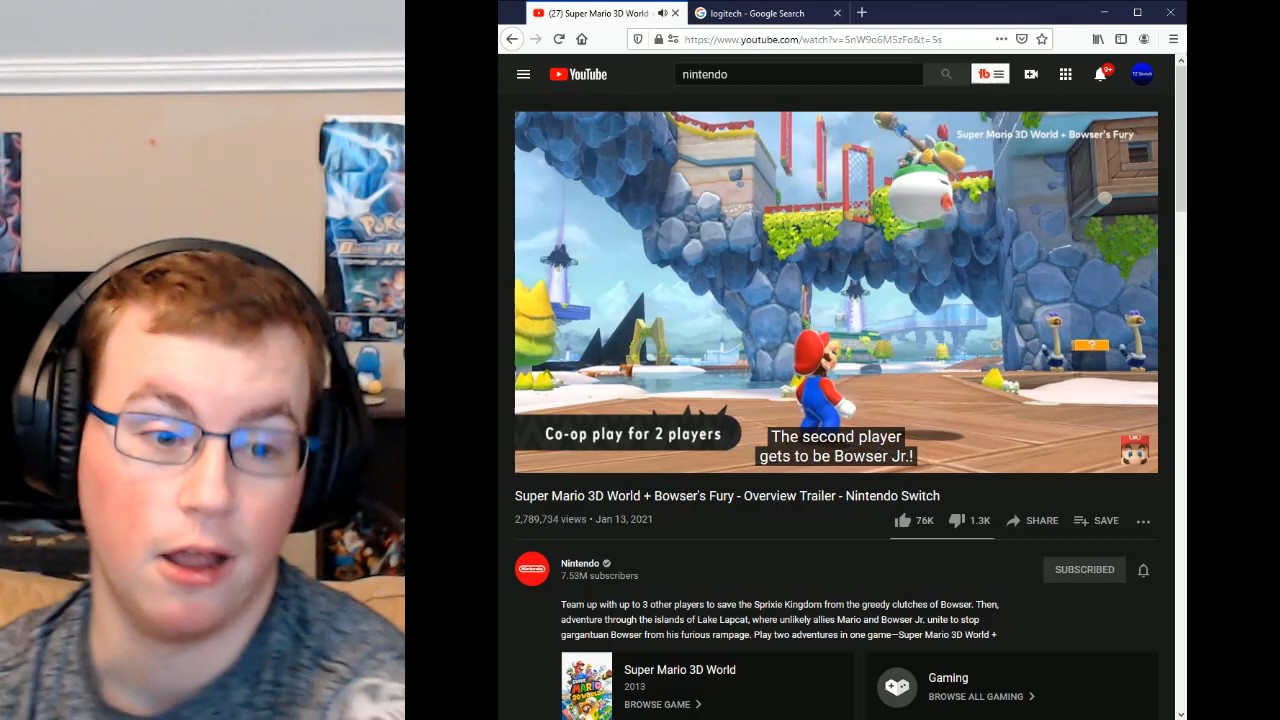 (27) Super Mario 3D World
logitech - Google Search
https://www.youtube.com/watch?v=5nW9o6M5zFo&t=5s
YouTube
nintendo
tb
9+
Super Mario 3D World + Bowser's Fury
Co-op play for 2 players
The second player
gets to be Bowser Jr.!
Super Mario 3D World + Bowser's Fury - Overview Trailer - Nintendo Switch
2,789,734 views • Jan 13, 2021
76K
1.3K
SHARE
SAVE
Nintendo
7.53M subscribers
SUBSCRIBED
Team up with up to 3 other players to save the Sprixie Kingdom from the greedy clutches of Bowser. Then,
adventure through the islands of Lake Lapcat, where unlikely allies Mario and Bowser Jr. unite to stop
gargantuan Bowser from his furious rampage. Play two adventures in one game—Super Mario 3D World +
Super Mario 3D World
2013
BROWSE GAME
Gaming
BROWSE ALL GAMING